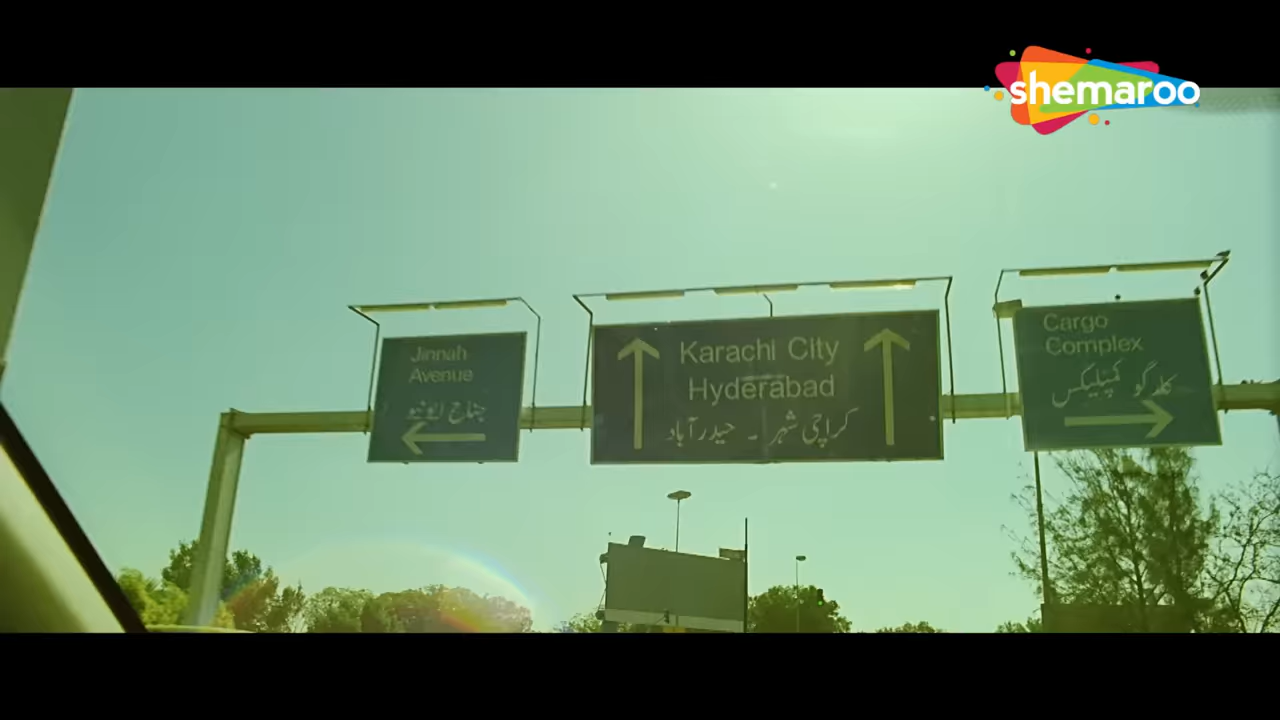 shemaroo
Jinnah
Avenue
جناح ایونیو
Karachi City
Hyderabad
کراچی شہر ۔ حیدرآباد
Cargo
Complex
کارگو کمپلیکس